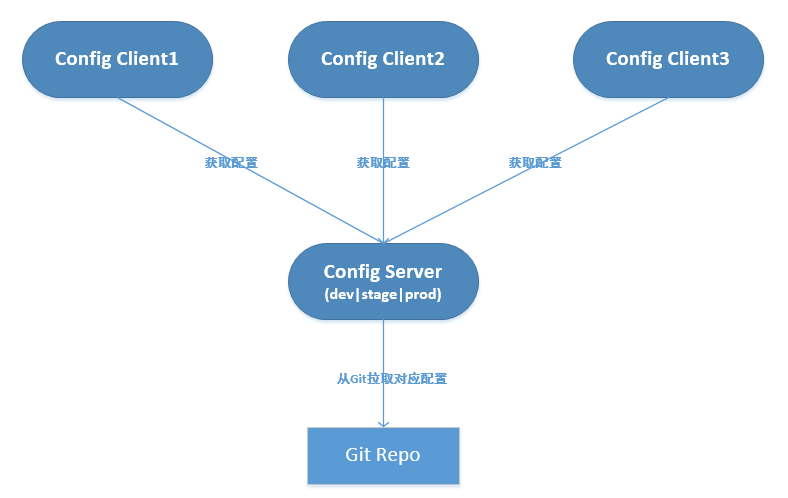 Config Client1
Config Client2
Config Client3
获取配置
获取配置
获取配置
Config Server
(dev|stage|prod)
从Git拉取对应配置
Git Repo